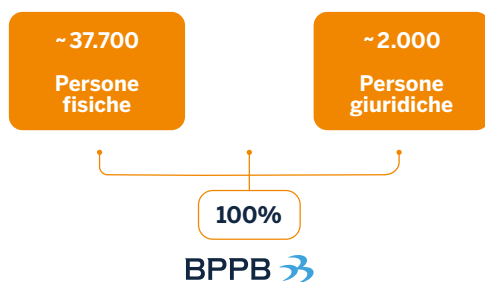 ~37.700
Persone
fisiche
~2.000
Persone
giuridiche
100%
BPPB